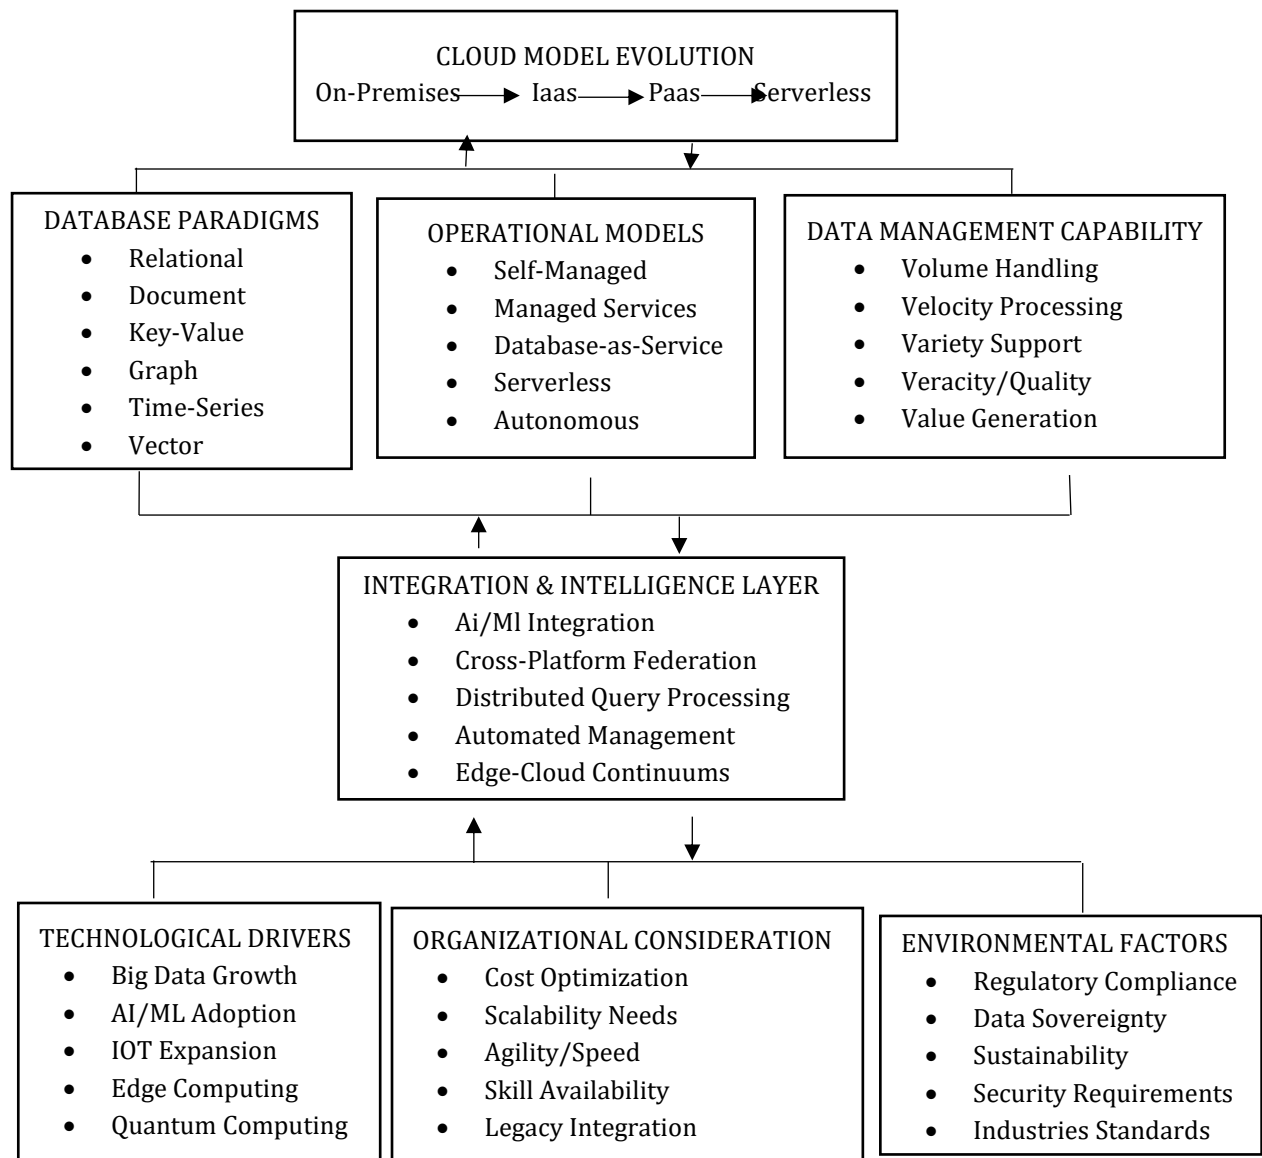 CLOUD MODEL EVOLUTION
On-Premises Iaas Paas Serverless
DATABASE PARADIGMS
• Relational
• Document
• Key-Value
• Graph
• Time-Series
• Vector
OPERATIONAL MODELS
• Self-Managed
• Managed Services
• Database-as-Service
• Serverless
• Autonomous
DATA MANAGEMENT CAPABILITY
• Volume Handling
• Velocity Processing
• Variety Support
• Veracity/Quality
• Value Generation
INTEGRATION & INTELLIGENCE LAYER
• Ai/Ml Integration
• Cross-Platform Federation
• Distributed Query Processing
• Automated Management
• Edge-Cloud Continuums
TECHNOLOGICAL DRIVERS
• Big Data Growth
• AI/ML Adoption
• IOT Expansion
• Edge Computing
• Quantum Computing
ORGANIZATIONAL CONSIDERATION
• Cost Optimization
• Scalability Needs
• Agility/Speed
• Skill Availability
• Legacy Integration
ENVIRONMENTAL FACTORS
• Regulatory Compliance
• Data Sovereignty
• Sustainability
• Security Requirements
• Industries Standards